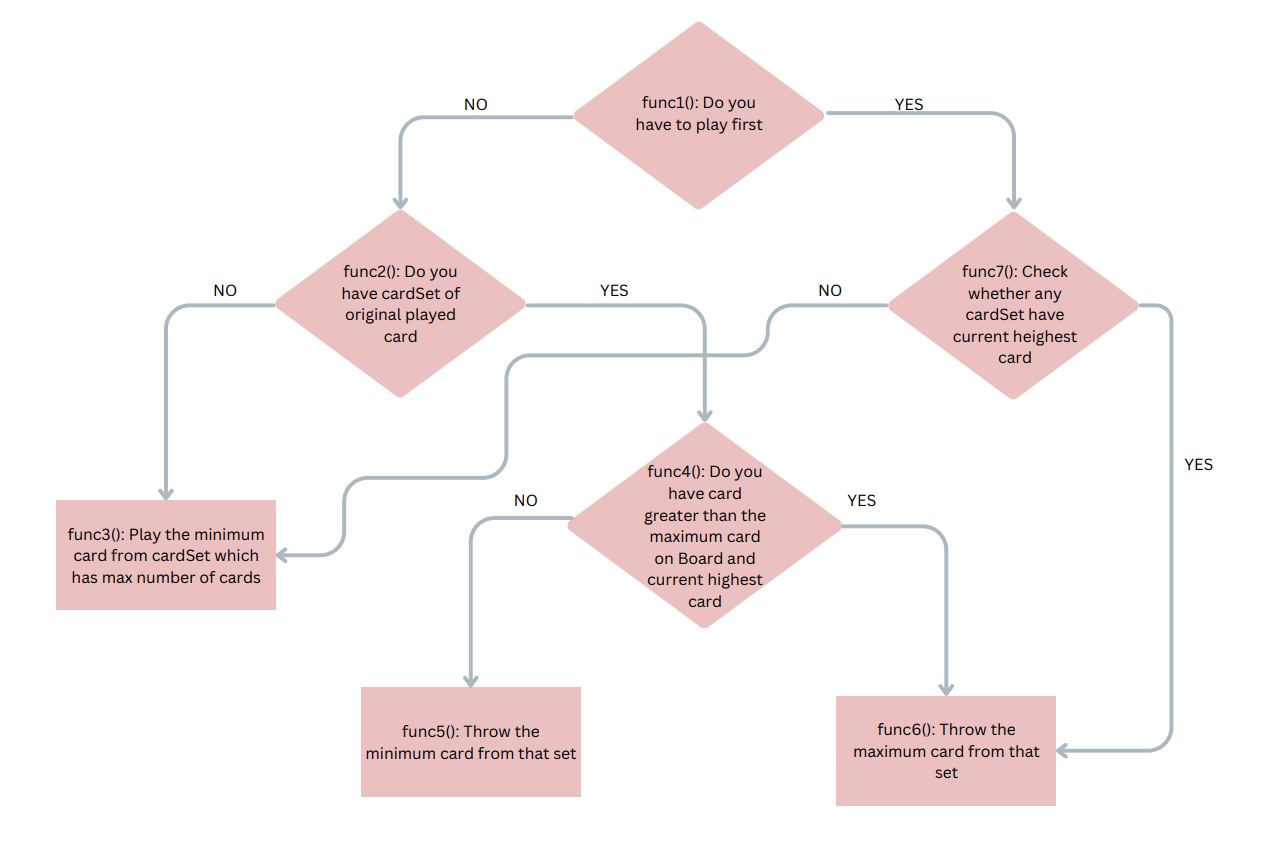 func1(): Do you
have to play first
NO
YES
func2(): Do you
have cardSet of
original played
card
func7(): Check
whether any
cardSet have
current heighest
card
NO
YES
NO
YES
func4(): Do you
have card
greater than the
maximum card
on Board and
current highest
card
NO
YES
func3(): Play the minimum
card from cardSet which
has max number of cards
func5(): Throw the
minimum card from that set
func6(): Throw the
maximum card from that
set